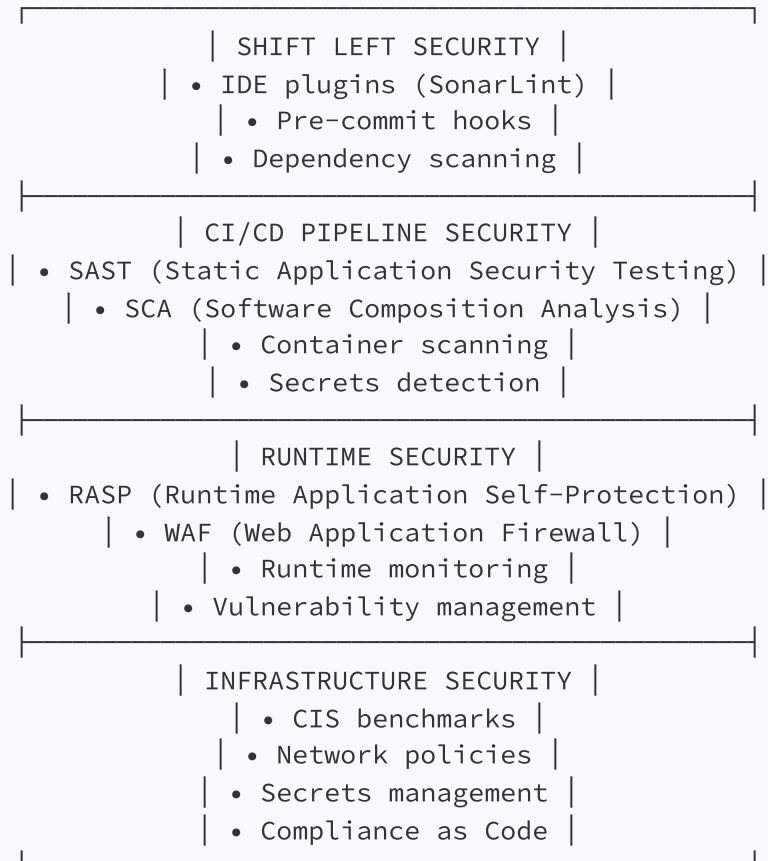 ┌──────────────────────────────────────────────┐
│ SHIFT LEFT SECURITY │
│ • IDE plugins (SonarLint) │
│ • Pre-commit hooks │
│ • Dependency scanning │
├──────────────────────────────────────────────┤
│ CI/CD PIPELINE SECURITY │
│ • SAST (Static Application Security Testing) │
│ • SCA (Software Composition Analysis) │
│ • Container scanning │
│ • Secrets detection │
├──────────────────────────────────────────────┤
│ RUNTIME SECURITY │
│ • RASP (Runtime Application Self-Protection) │
│ • WAF (Web Application Firewall) │
│ • Runtime monitoring │
│ • Vulnerability management │
├──────────────────────────────────────────────┤
│ INFRASTRUCTURE SECURITY │
│ • CIS benchmarks │
│ • Network policies │
│ • Secrets management │
│ • Compliance as Code │